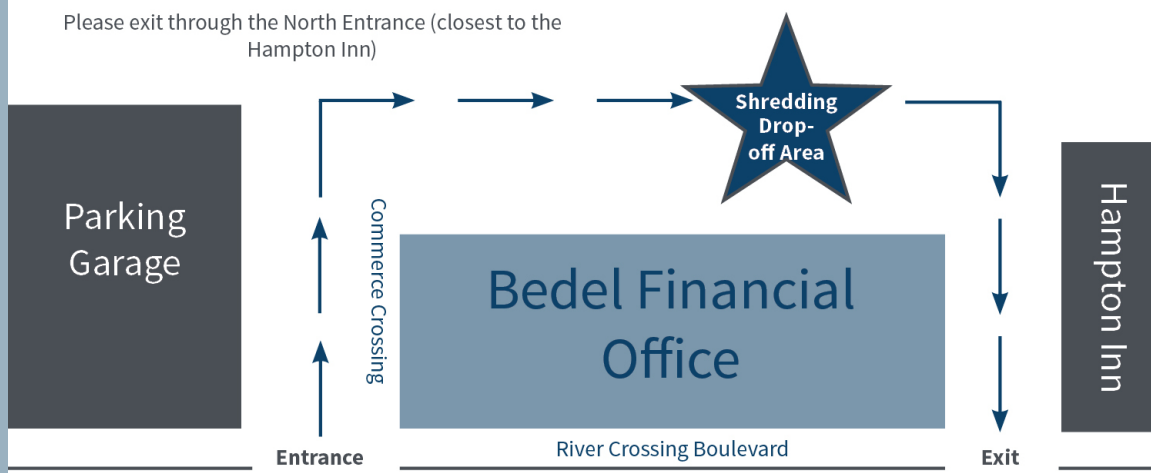 Please exit through the North Entrance (closest to the
Hampton Inn)
Shredding
Drop-
off Area
Parking
Garage
Commerce Crossing
Bedel Financial
Office
Hampton Inn
River Crossing Boulevard
Entrance
Exit